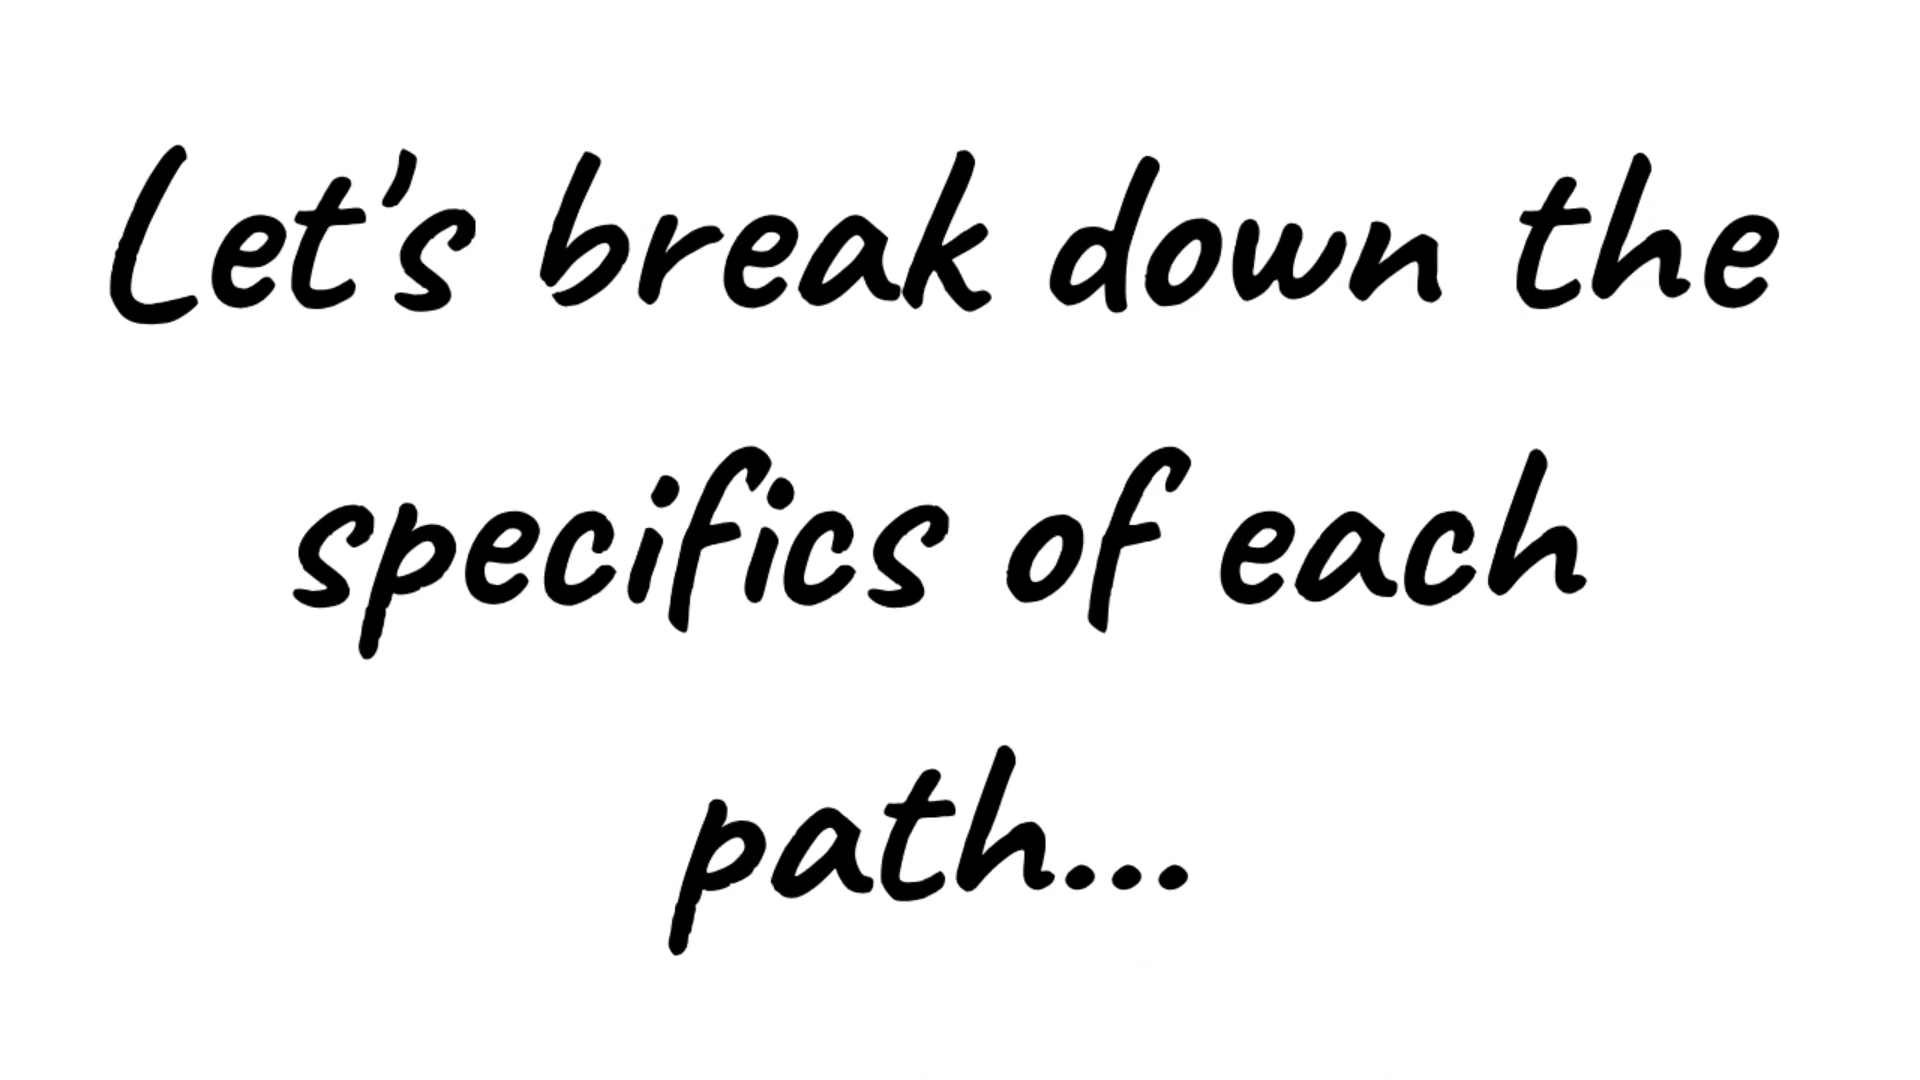 Let's break down the
specifics of each
path...